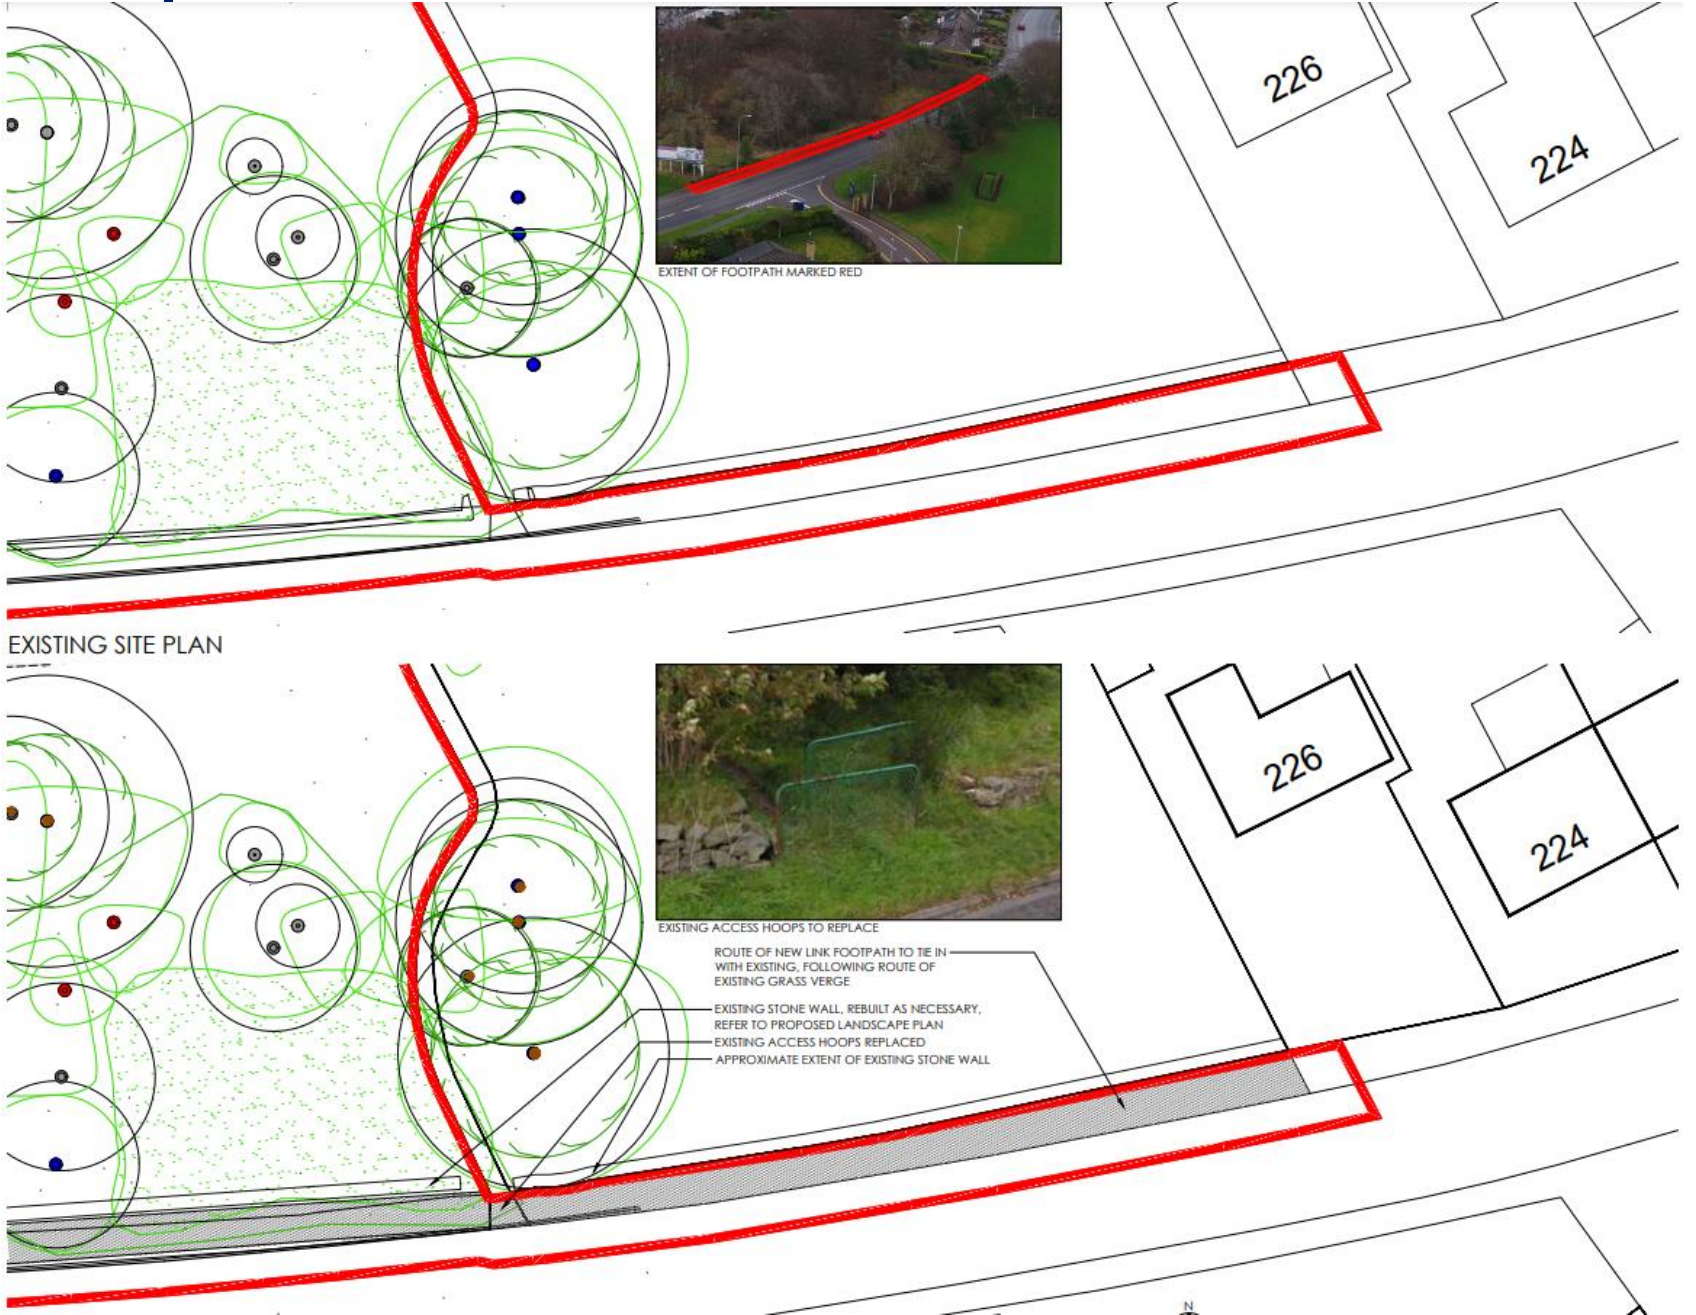 226
224
EXTENT OF FOOTPATH MARKED RED
EXISTING SITE PLAN
226
224
EXISTING ACCESS HOOPS TO REPLACE
ROUTE OF NEW LINK FOOTPATH TO TIE IN
WITH EXISTING, FOLLOWING ROUTE OF
EXISTING GRASS VERGE
EXISTING STONE WALL, REBUILT AS NECESSARY,
REFER TO PROPOSED LANDSCAPE PLAN
EXISTING ACCESS HOOPS REPLACED
APPROXIMATE EXTENT OF EXISTING STONE WALL
N